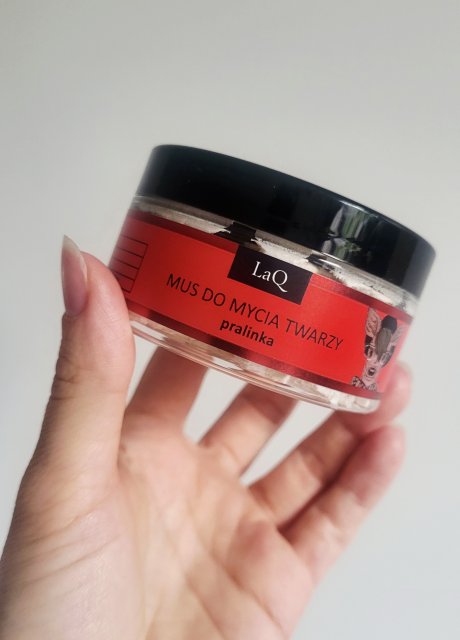 LaQ
MUS DO MYCIA TWARZY
pralinka